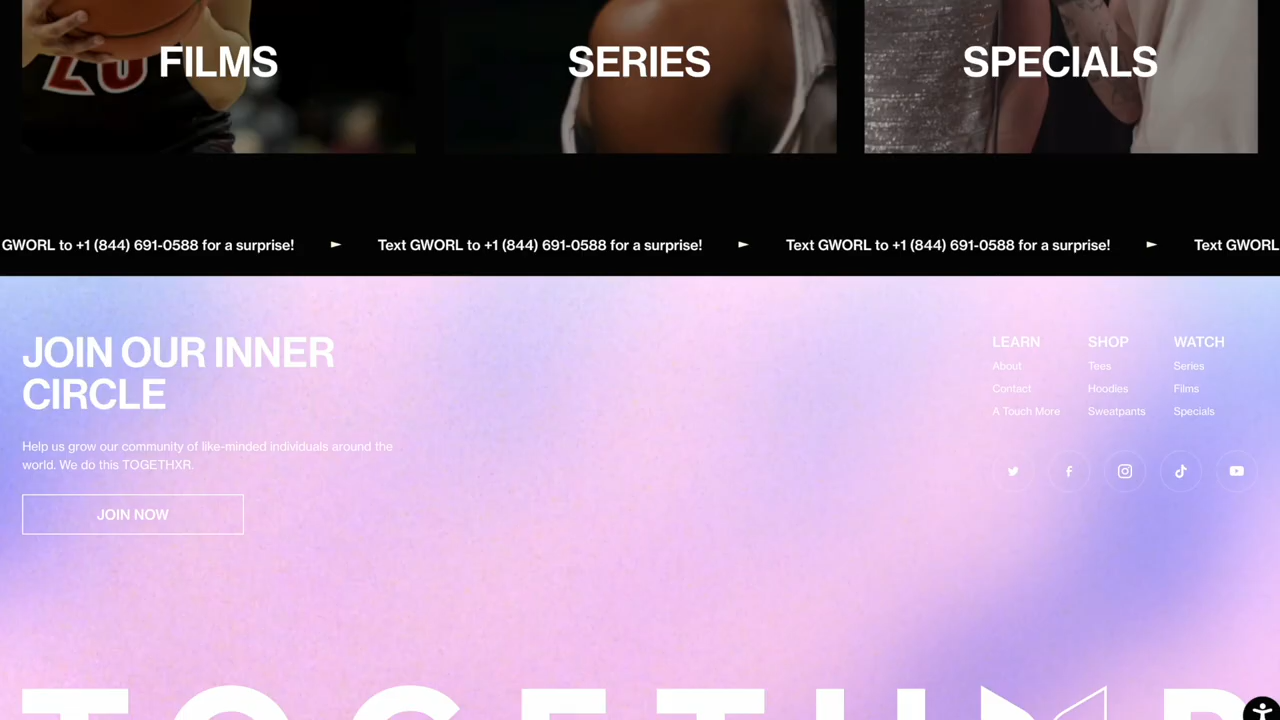 FILMS
SERIES
SPECIALS
GWORL to +1 (844) 691-0588 for a surprise! Text GWORL to +1 (844) 691-0588 for a surprise! Text GWORL to +1 (844) 691-0588 for a surprise! Text GWORL
JOIN OUR INNER
CIRCLE
Help us grow our community of like-minded individuals around the
world. We do this TOGETHXR.
JOIN NOW
LEARN
About
Contact
A Touch More
SHOP
Tees
Hoodies
Sweatpants
WATCH
Series
Films
Specials
TOGETHXR